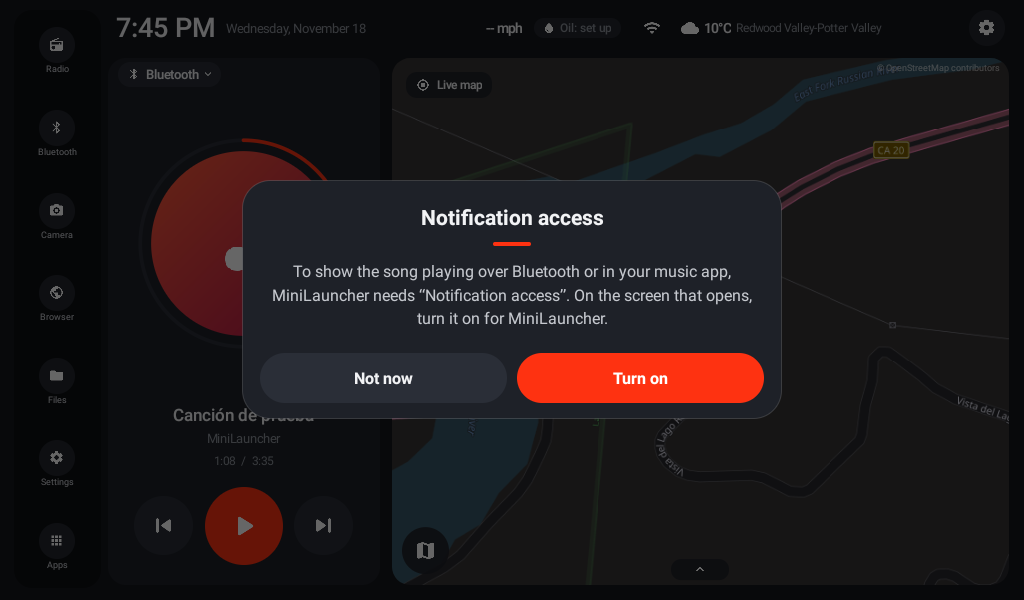 7:45 PM
Wednesday, November 18
-- mph
Oil: set up
10°C
Redwood Valley-Potter Valley
Radio
Bluetooth
Camera
Browser
Files
Settings
Apps
Bluetooth
Live map
© OpenStreetMap contributors
East Fork Russian
CA 20
Notification access
To show the song playing over Bluetooth or in your music app,
MiniLauncher needs “Notification access”. On the screen that opens,
turn it on for MiniLauncher.
Not now
Turn on
Canción de prueba
MiniLauncher
1:08 / 3:35
Vista del Lago
Vista del Lag